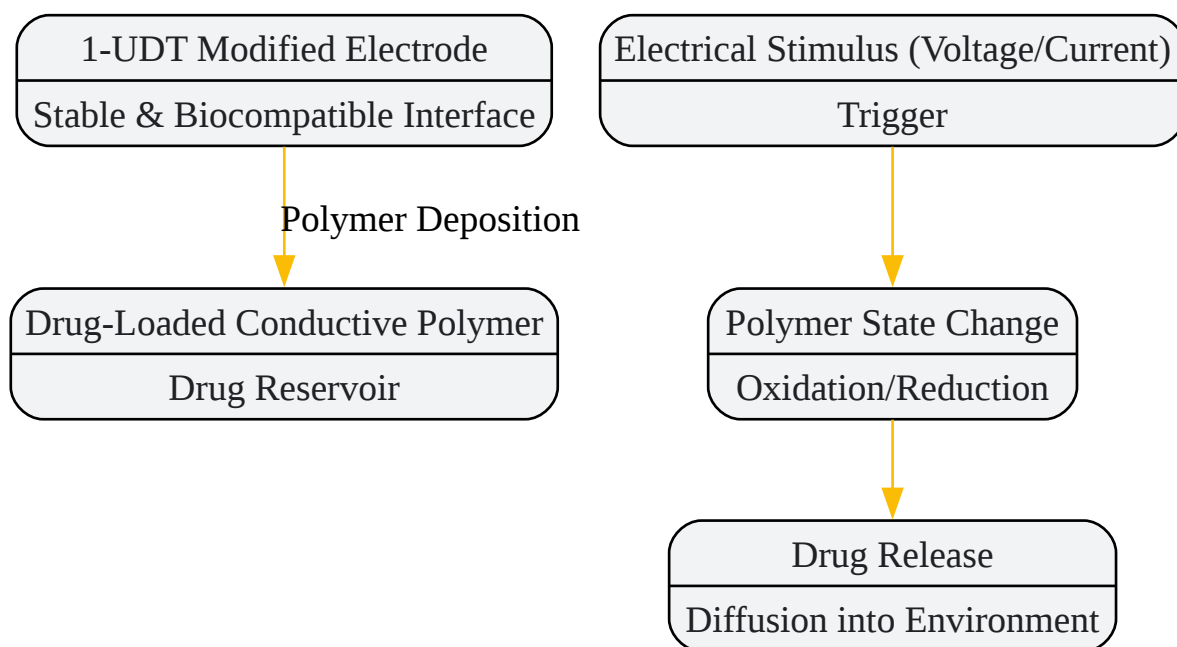 1-UDT Modified Electrode
Stable & Biocompatible Interface
Polymer Deposition
Drug-Loaded Conductive Polymer
Drug Reservoir
Electrical Stimulus (Voltage/Current)
Trigger
Polymer State Change
Oxidation/Reduction
Drug Release
Diffusion into Environment